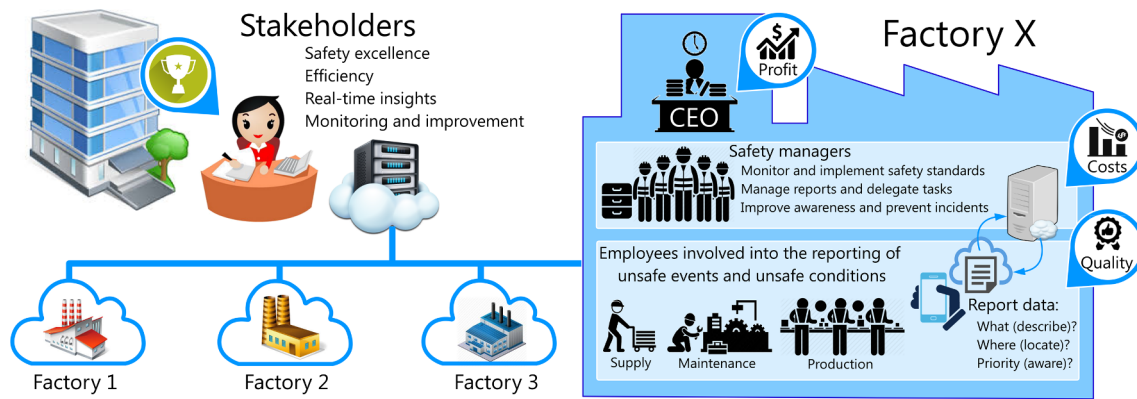 Stakeholders
Safety excellence
Efficiency
Real-time insights
Monitoring and improvement
Factory 1
Factory 2
Factory 3
Factory X
$
Profit
CEO
Costs
Quality
Safety managers
Monitor and implement safety standards
Manage reports and delegate tasks
Improve awareness and prevent incidents
Employees involved into the reporting of
unsafe events and unsafe conditions
Supply
Maintenance
Production
Report data:
What (describe)?
Where (locate)?
Priority (aware)?